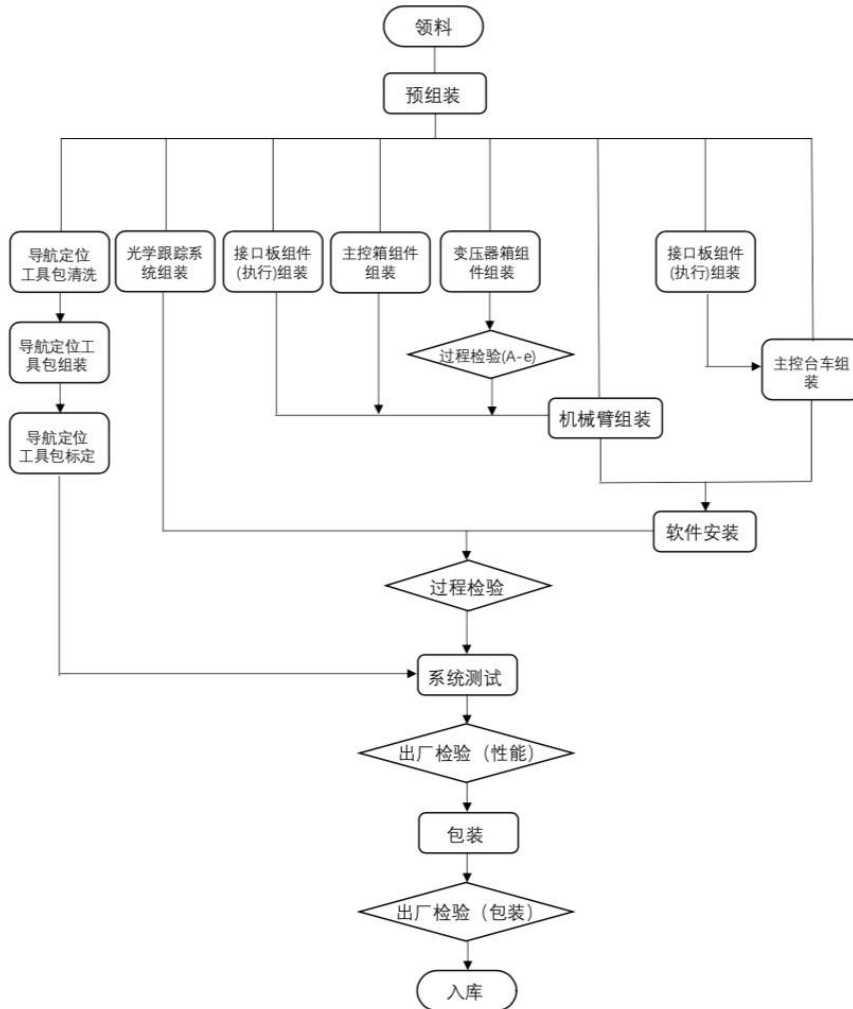 领料
预组装
导航定位
工具包清洗
光学跟踪系
统组装
接口板组件
(执行)组装
主控箱组件
组装
变压器箱组
件组装
接口板组件
(执行)组装
导航定位工
具包组装
过程检验(A-e)
主控台车组
装
导航定位
工具包标定
机械臂组装
软件安装
过程检验
系统测试
出厂检验（性能）
包装
出厂检验（包装）
入库